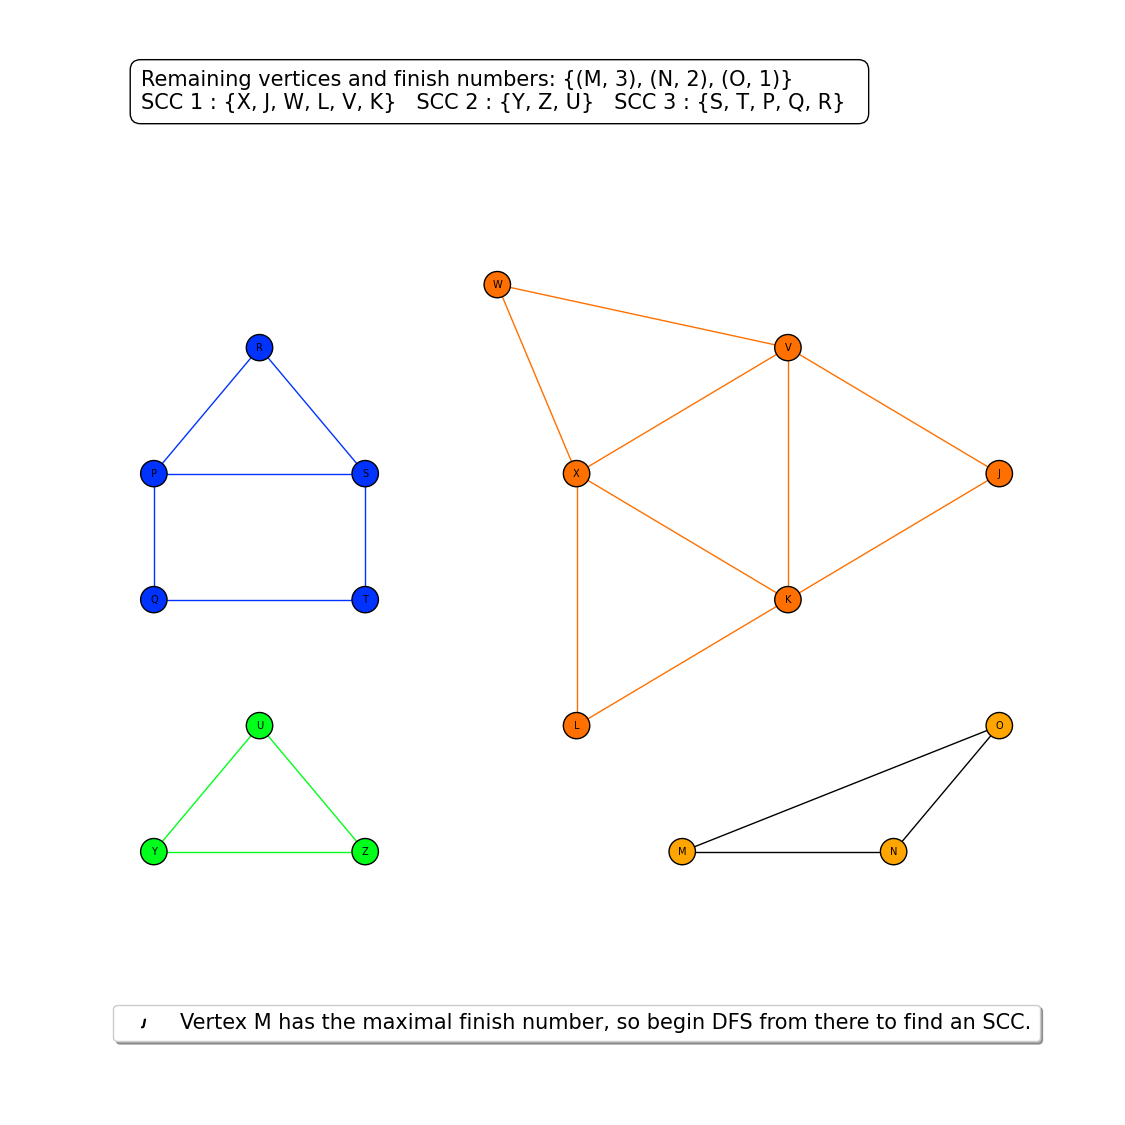 Remaining vertices and finish numbers: {(M, 3), (N, 2), (O, 1)}
SCC 1 : {X, J, W, L, V, K}   SCC 2 : {Y, Z, U}   SCC 3 : {S, T, P, Q, R}
W
R
V
P
S
X
J
Q
T
K
U
L
O
Y
Z
M
N
Vertex M has the maximal finish number, so begin DFS from there to find an SCC.